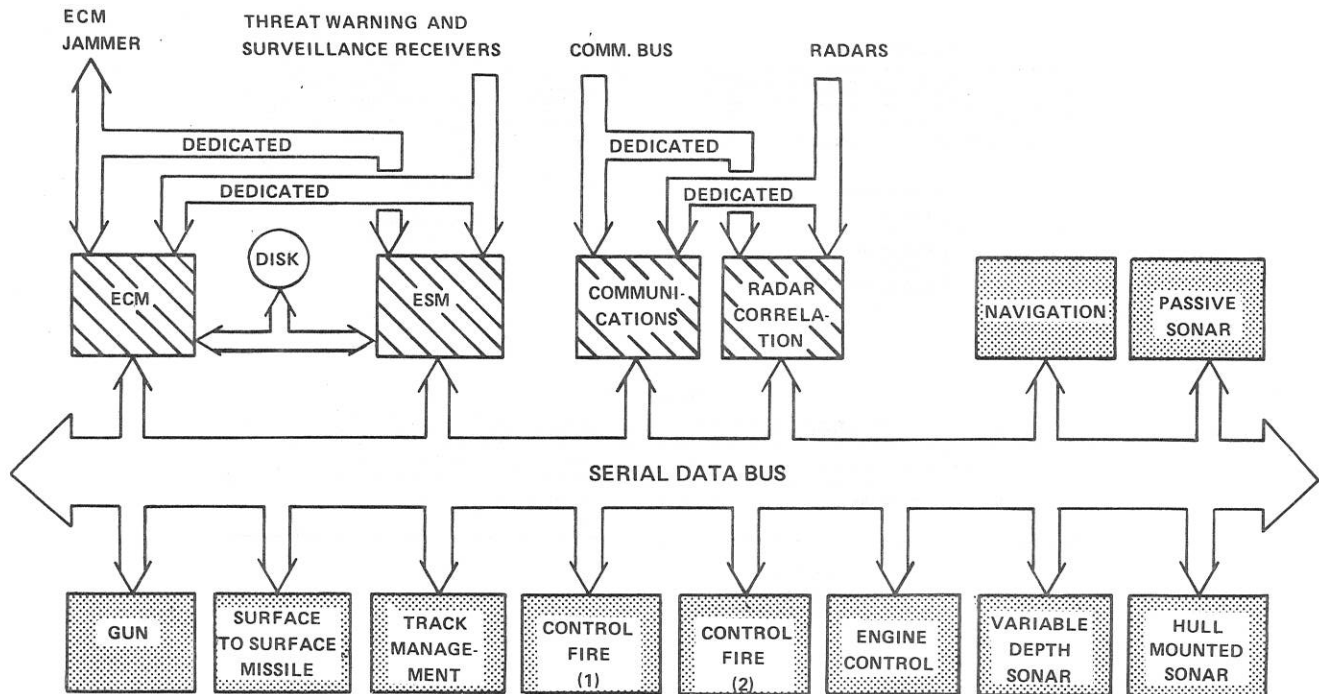 ECM
JAMMER
THREAT WARNING AND
SURVEILLANCE RECEIVERS
COMM. BUS
RADARS
DEDICATED
DEDICATED
DEDICATED
DEDICATED
DISK
ECM
ESM
COMMUNI-
CATIONS
RADAR
CORRELA-
TION
NAVIGATION
PASSIVE
SONAR
SERIAL DATA BUS
GUN
SURFACE
TO SURFACE
MISSILE
TRACK
MANAGE-
MENT
CONTROL
FIRE
(1)
CONTROL
FIRE
(2)
ENGINE
CONTROL
VARIABLE
DEPTH
SONAR
HULL
MOUNTED
SONAR